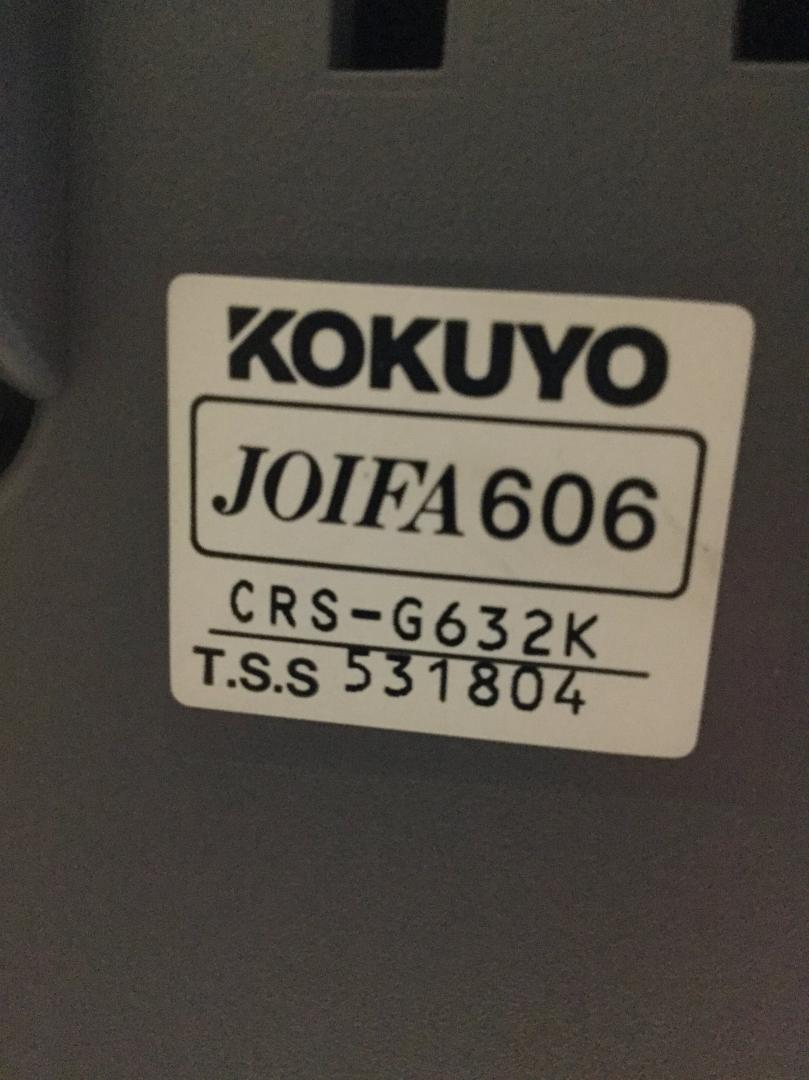 KOKUYO
JOIFA 606
CRS-G632K
T.S.S 531804